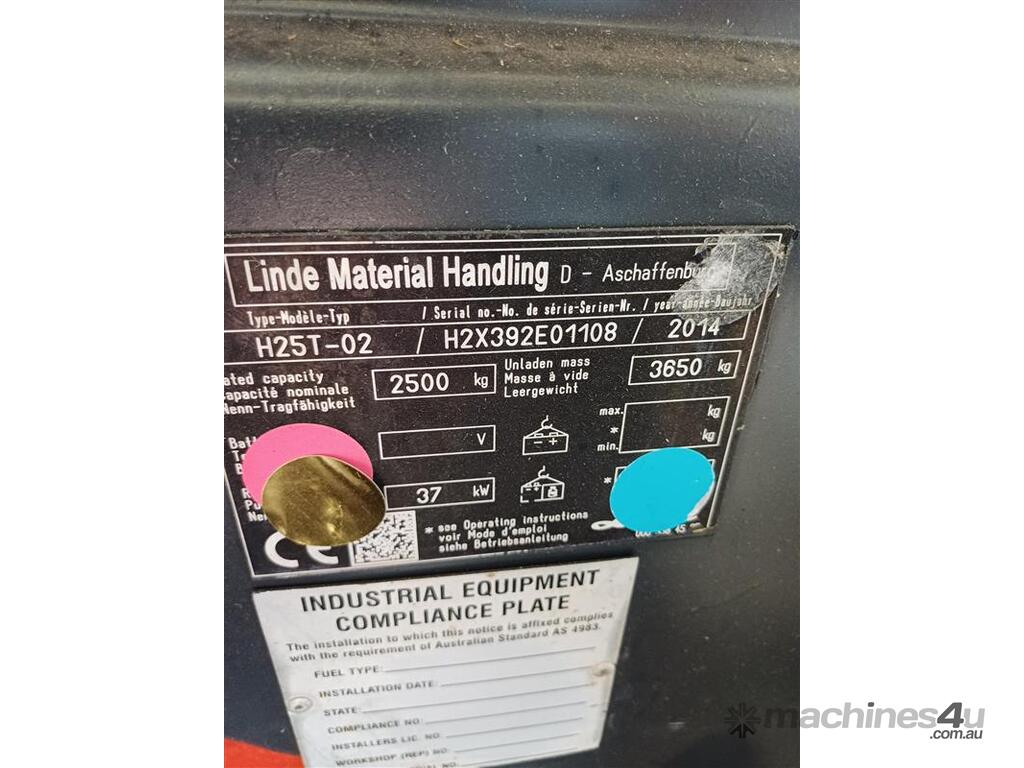 Linde Material Handling D - Aschaffenburg
Type-Modèle-Typ / Serial no.-No. de série-Serien-Nr. / year-année-Baujahr
H25T-02 / H2X392E01108 / 2014
ated capacity
apacité nominale
Nenn-Tragfähigkeit
2500 kg
Unladen mass
Masse à vide
Leergewicht
3650 kg
Batt
V
max. kg
* kg
min.
37 kW
*
* see Operating instructions
voir Mode d'emploi
siehe Betriebsanleitung
CE
INDUSTRIAL EQUIPMENT
COMPLIANCE PLATE
The installation to which this notice is affixed complies
with the requirement of Australian Standard AS 4983.
FUEL TYPE:
INSTALLATION DATE:
STATE:
COMPLIANCE NO:
INSTALLERS LIC. NO.
WORKSHOP (REP) NO.
machines4u
.com.au